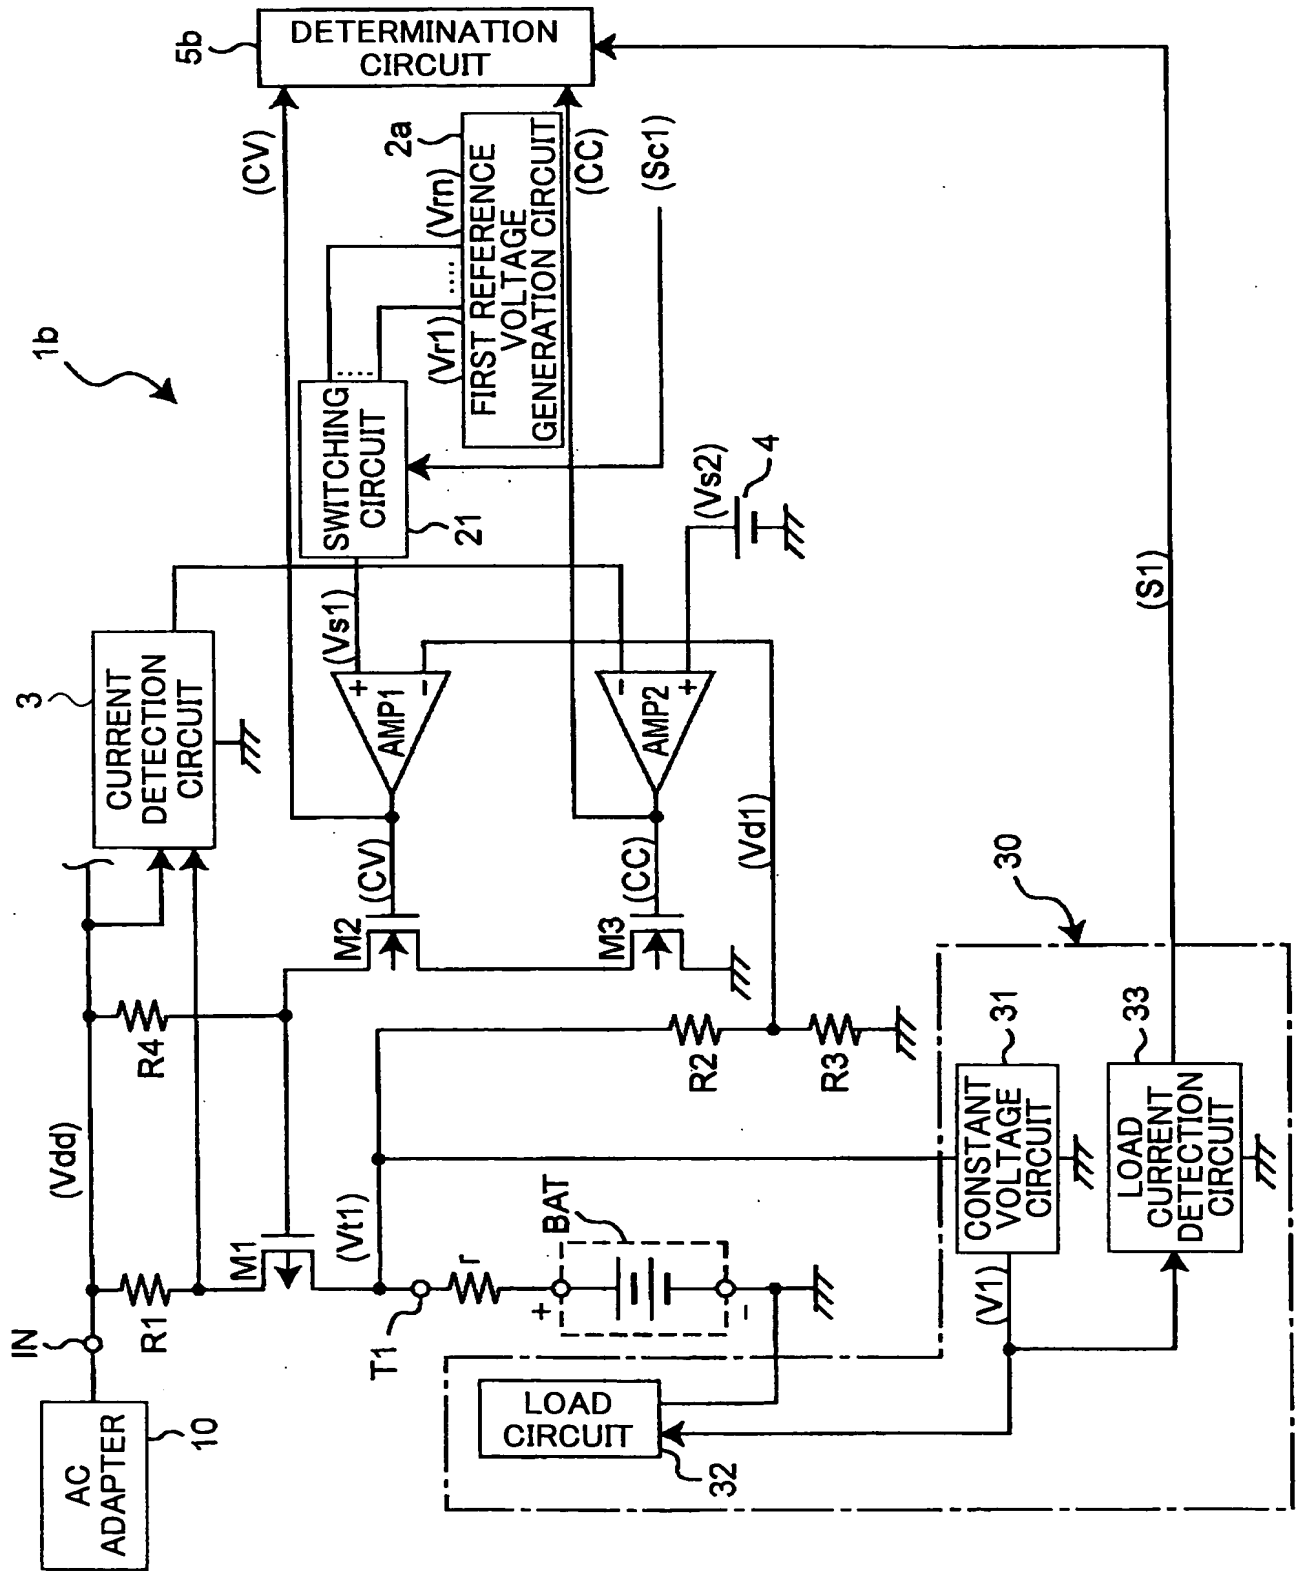 AC
ADAPTER
10
IN
(Vdd)
R1
R4
M1
(Vt1)
T1
r
BAT
+
-
3
CURRENT
DETECTION
CIRCUIT
M2
(CV)
M3
(CC)
AMP1
+
-
AMP2
-
+
(Vs1)
(Vd1)
R2
R3
SWITCHING
CIRCUIT
21
(Vr1)
....
(Vrn)
.....
2a
FIRST REFERENCE
VOLTAGE
GENERATION CIRCUIT
(Vs2)
4
1b
(CV)
(CC)
(Sc1)
5b
DETERMINATION
CIRCUIT
(S1)
30
CONSTANT
VOLTAGE
CIRCUIT
31
(V1)
LOAD
CURRENT
DETECTION
CIRCUIT
33
LOAD
CIRCUIT
32